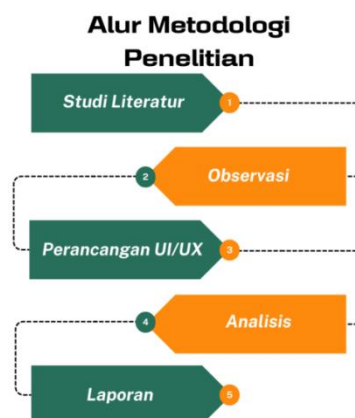 Alur Metodologi
Penelitian
Studi Literatur
1
Observasi
2
Perancangan UI/UX
3
Analisis
4
Laporan
5